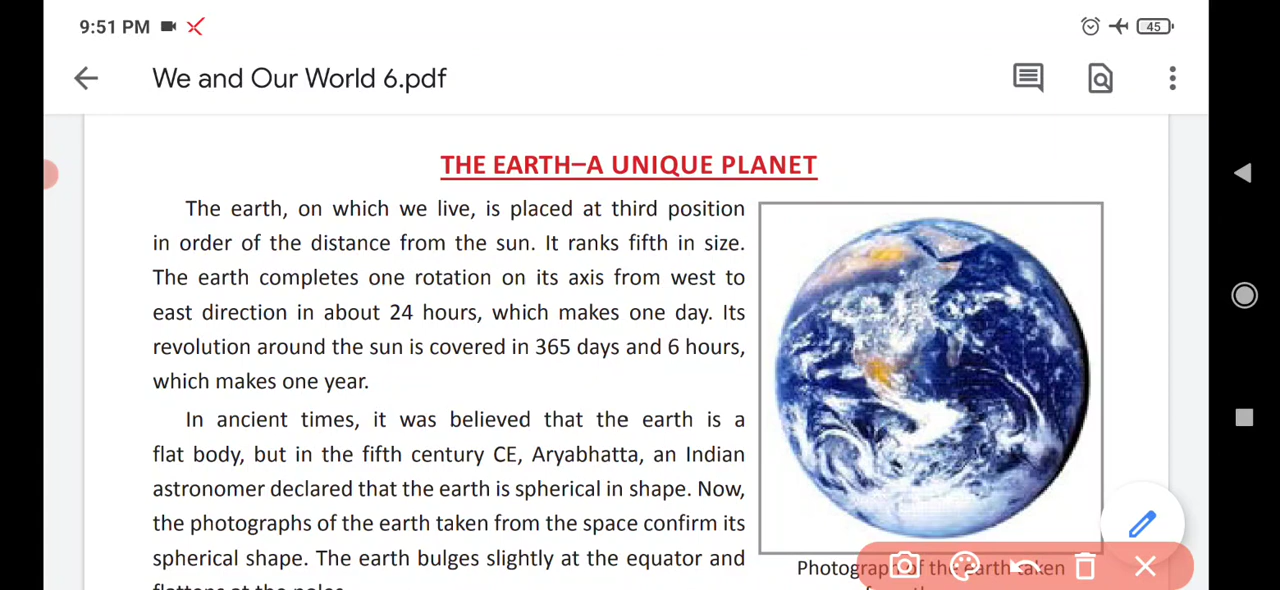 9:51 PM
45
We and Our World 6.pdf
THE EARTH–A UNIQUE PLANET
The earth, on which we live, is placed at third position
in order of the distance from the sun. It ranks fifth in size.
The earth completes one rotation on its axis from west to
east direction in about 24 hours, which makes one day. Its
revolution around the sun is covered in 365 days and 6 hours,
which makes one year.
In ancient times, it was believed that the earth is a
flat body, but in the fifth century CE, Aryabhatta, an Indian
astronomer declared that the earth is spherical in shape. Now,
the photographs of the earth taken from the space confirm its
spherical shape. The earth bulges slightly at the equator and
Photograph of the earth taken